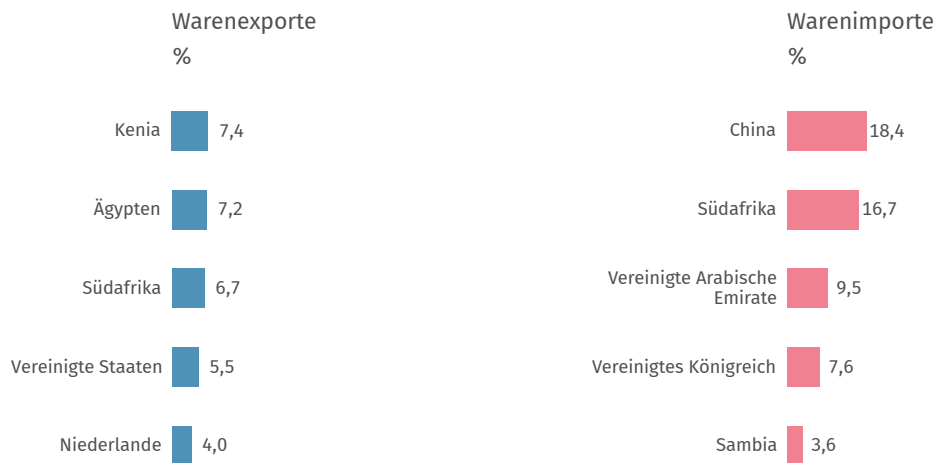 Warenexporte
%
Kenia 7,4
Ägypten 7,2
Südafrika 6,7
Vereinigte Staaten 5,5
Niederlande 4,0
Warenimporte
%
China 18,4
Südafrika 16,7
Vereinigte Arabische
Emirate 9,5
Vereinigtes Königreich 7,6
Sambia 3,6